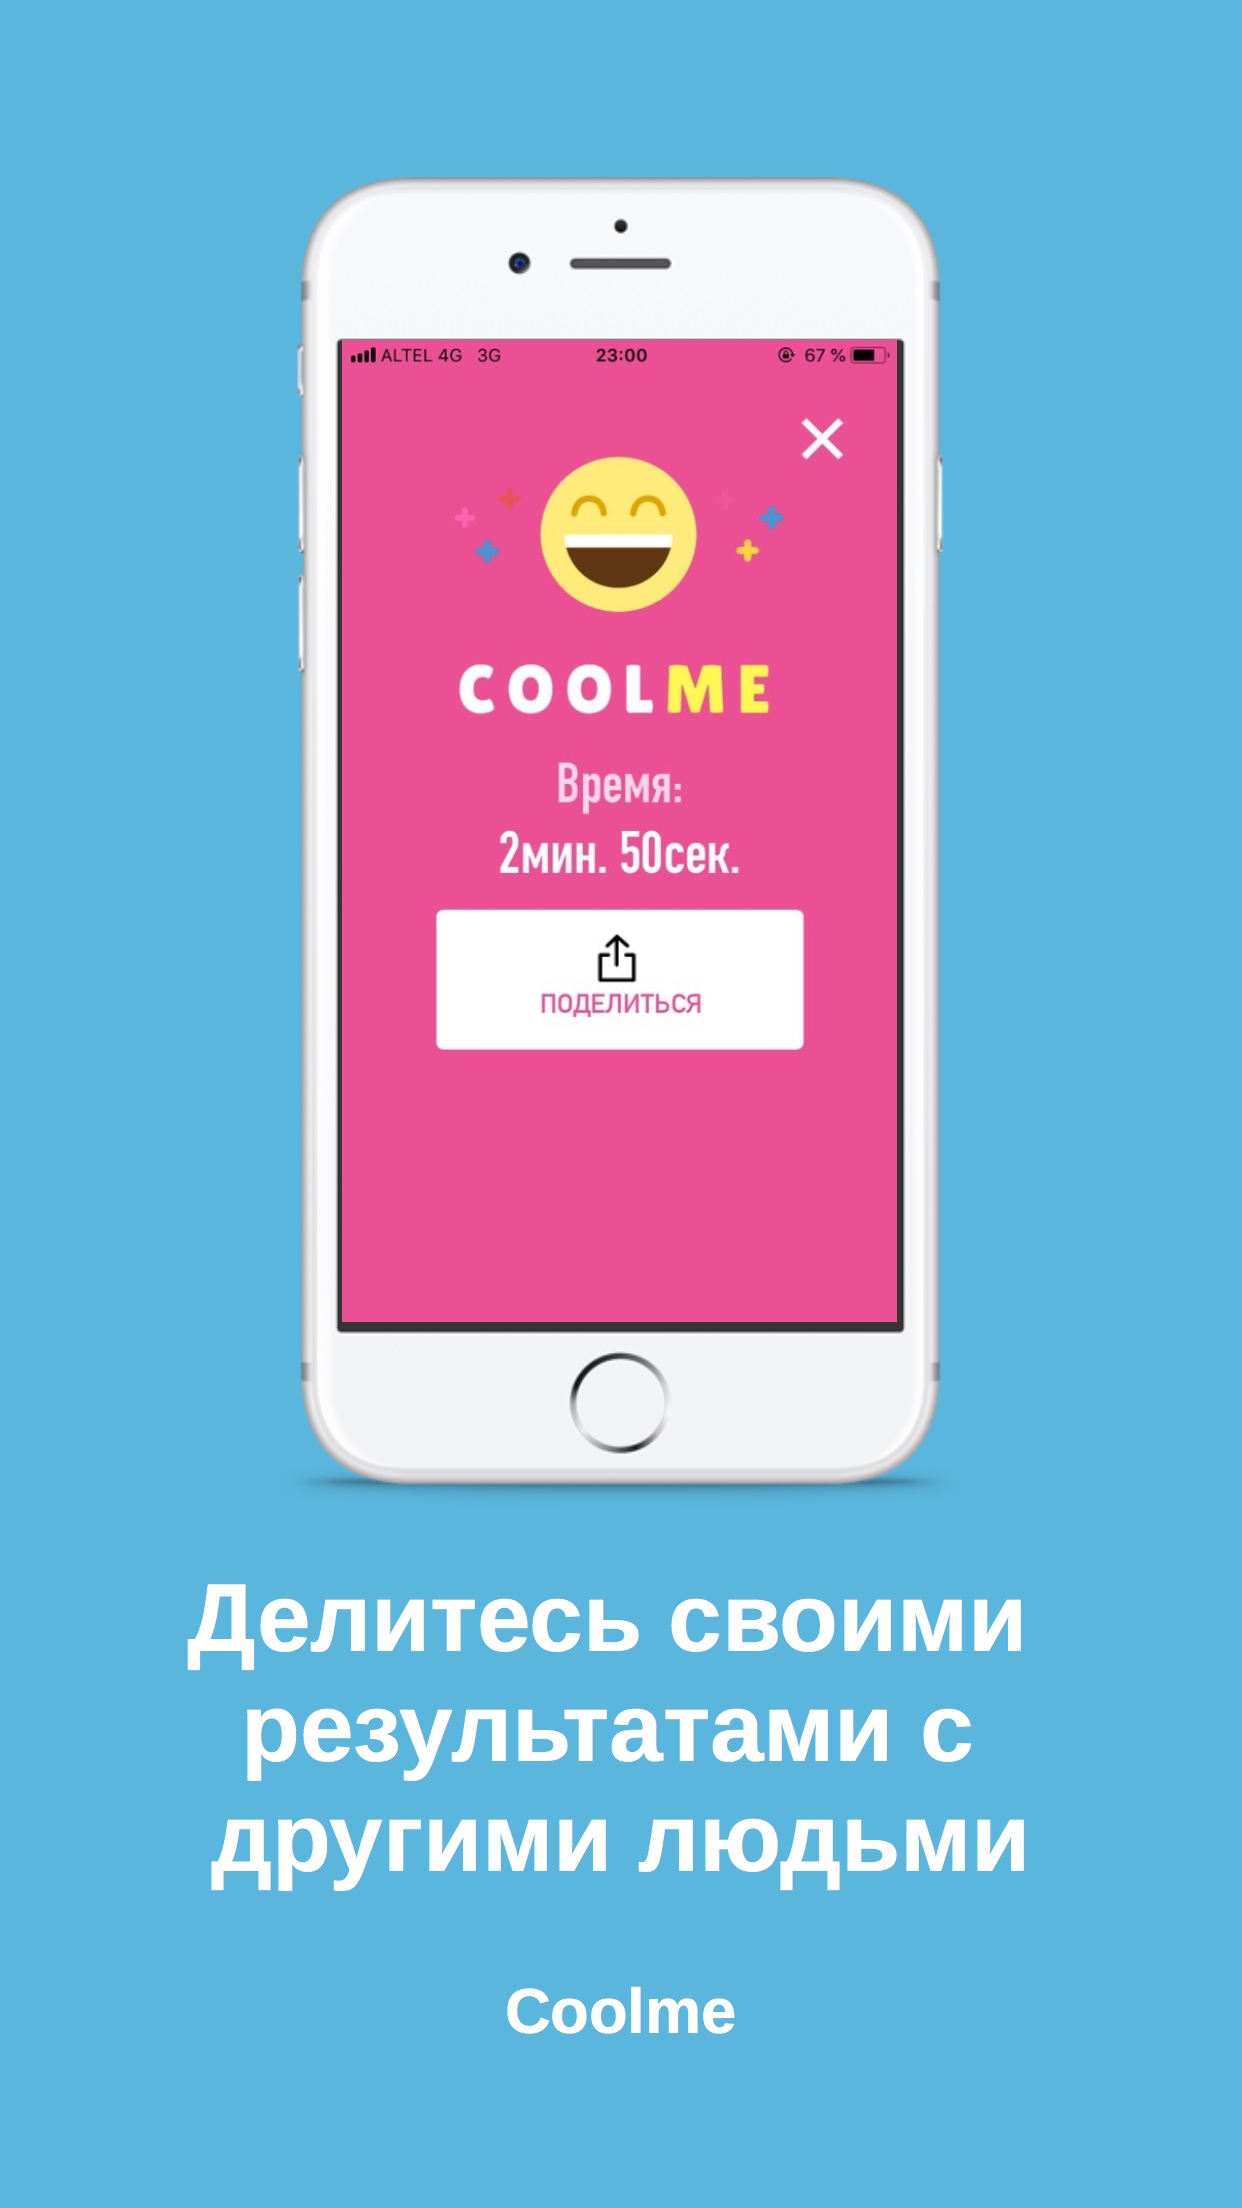 ALTEL 4G 3G 23:00 67 %
COOLME
Время:
2мин. 50сек.
ПОДЕЛИТЬСЯ
Делитесь своими
результатами с
другими людьми
Coolme